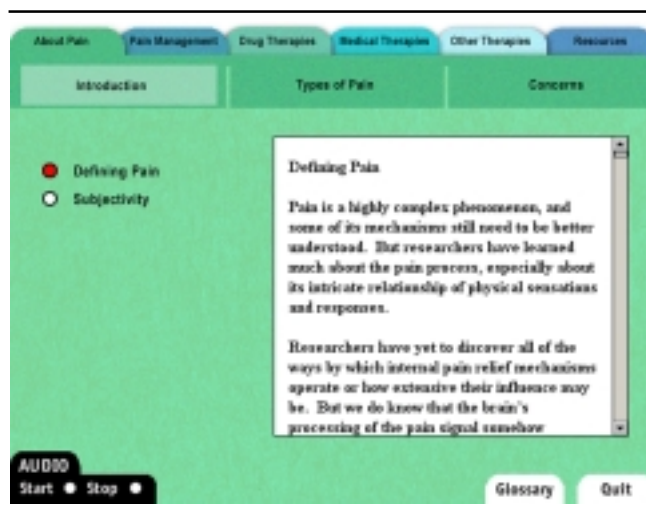 About Pain Pain Management Drug Therapies Medical Therapies Other Therapies Resources
Introduction Types of Pain Concerns
Defining Pain
Subjectivity
Defining Pain
Pain is a highly complex phenomenon, and
some of its mechanisms still need to be better
understood. But researchers have learned
much about the pain process, especially about
its intricate relationship of physical sensations
and responses.
Researchers have yet to discover all of the
ways by which internal pain relief mechanisms
operate or how extensive their influence may
be. But we do know that the brain's
processing of the pain signal somehow
AUDIO
Start Stop
Glossary Quit